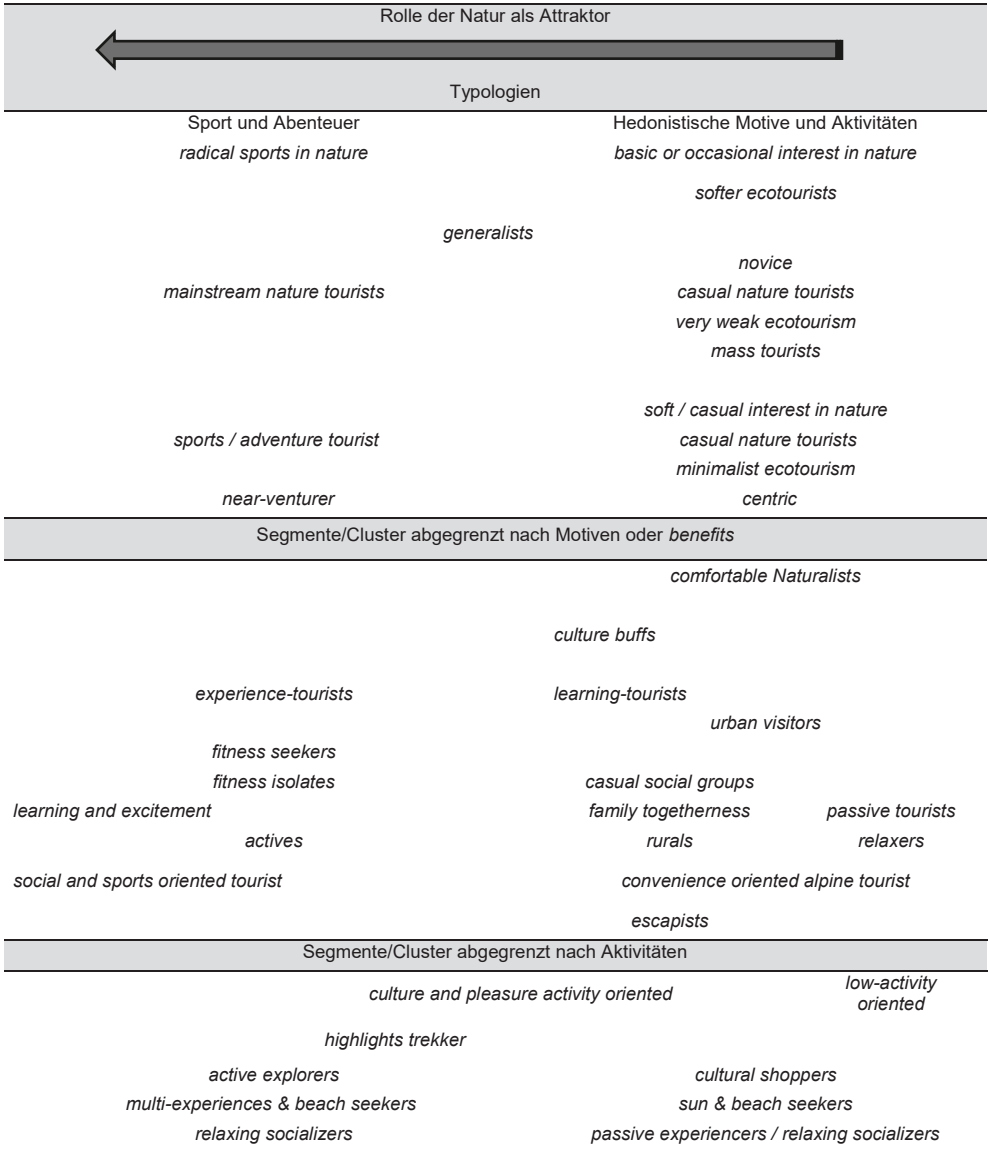 Rolle der Natur als Attraktor
Typologien
Sport und Abenteuer Hedonistische Motive und Aktivitäten
radical sports in nature basic or occasional interest in nature
softer ecotourists
generalists
novice
mainstream nature tourists casual nature tourists
very weak ecotourism
mass tourists
soft / casual interest in nature
sports / adventure tourist casual nature tourists
minimalist ecotourism
near-venturer centric
Segmente/Cluster abgegrenzt nach Motiven oder benefits
comfortable Naturalists
culture buffs
experience-tourists learning-tourists
urban visitors
fitness seekers
fitness isolates casual social groups
learning and excitement family togetherness passive tourists
actives rurals relaxers
social and sports oriented tourist convenience oriented alpine tourist
escapists
Segmente/Cluster abgegrenzt nach Aktivitäten
culture and pleasure activity oriented low-activity
oriented
highlights trekker
active explorers cultural shoppers
multi-experiences & beach seekers sun & beach seekers
relaxing socializers passive experiencers / relaxing socializers